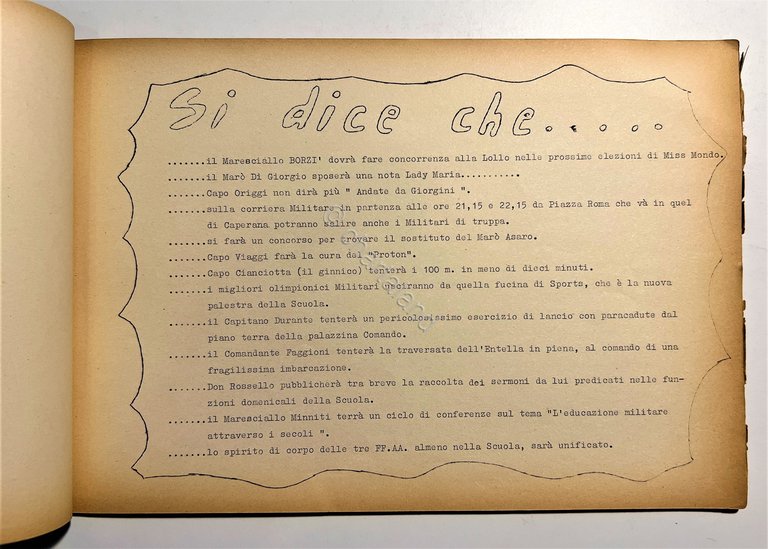 Si dice che.....
.......il Maresciallo BORZI' dovrà fare concorrenza alla Lollo nelle prossime elezioni di Miss Mondo.
.......il Marò Di Giorgio sposerà una nota Lady Maria...........
.......Capo Origgi non dirà più " Andate da Giorgini ".
.......sulla corriera Militare in partenza alle ore 21,15 e 22,15 da Piazza Roma che và in quel
di Caperana potranno salire anche i Militari di truppa.
.......si farà un concorso per trovare il sostituto del Marò Asaro.
.......Capo Viaggi farà la cura del "Proton".
.......Capo Cianciotta (il ginnico) tenterà i 100 m. in meno di dieci minuti.
.......i migliori olimpionici Militari usciranno da quella fucina di Sports, che è la nuova
palestra della Scuola.
.......il Capitano Durante tenterà un pericolosissimo esercizio di lancio con paracadute dal
piano terra della palazzina Comando.
.......il Comandante Faggioni tenterà la traversata dell'Entella in piena, al comando di una
fragilissima imbarcazione.
.......Don Rossello pubblicherà tra breve la raccolta dei sermoni da lui predicati nelle fun-
zioni domenicali della Scuola.
.......il Maresciallo Minniti terrà un ciclo di conferenze sul tema "L'educazione militare
attraverso i secoli ".
.......lo spirito di corpo delle tre FF.AA. almeno nella Scuola, sarà unificato.